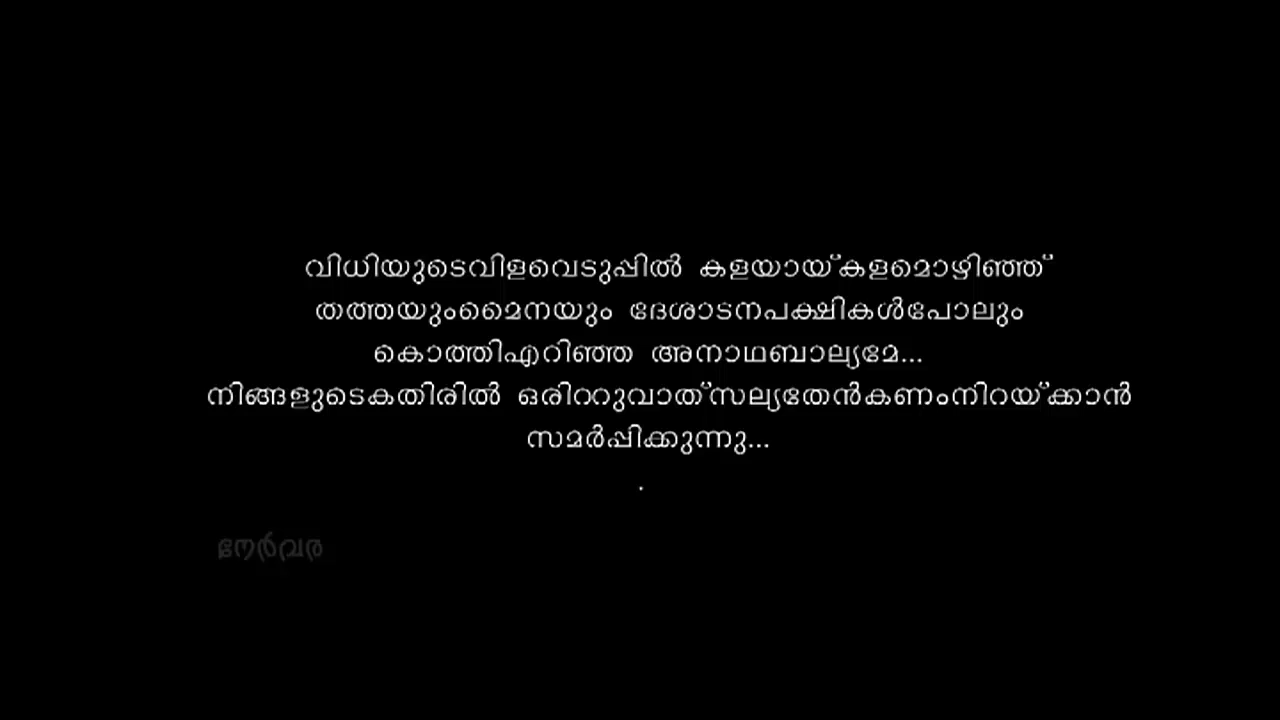 വിധിയുടെവിളവെടുപ്പിൽ കളയായ്കളമൊഴിഞ്ഞ്
തത്തയുംമൈനയും ദേശാടനപക്ഷികൾപോലും
കൊത്തിഎറിഞ്ഞ അനാഥബാല്യമേ...
നിങ്ങളുടെകതിരിൽ ഒരിററുവാത്സല്യതേൻകണംനിറയ്ക്കാൻ
സമർപ്പിക്കുന്നു...
.
നേർവര